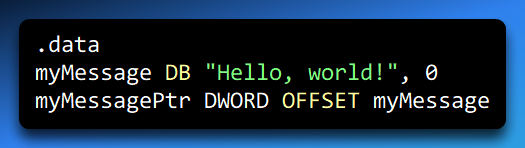 .data
myMessage DB "Hello, world!", 0
myMessagePtr DWORD OFFSET myMessage